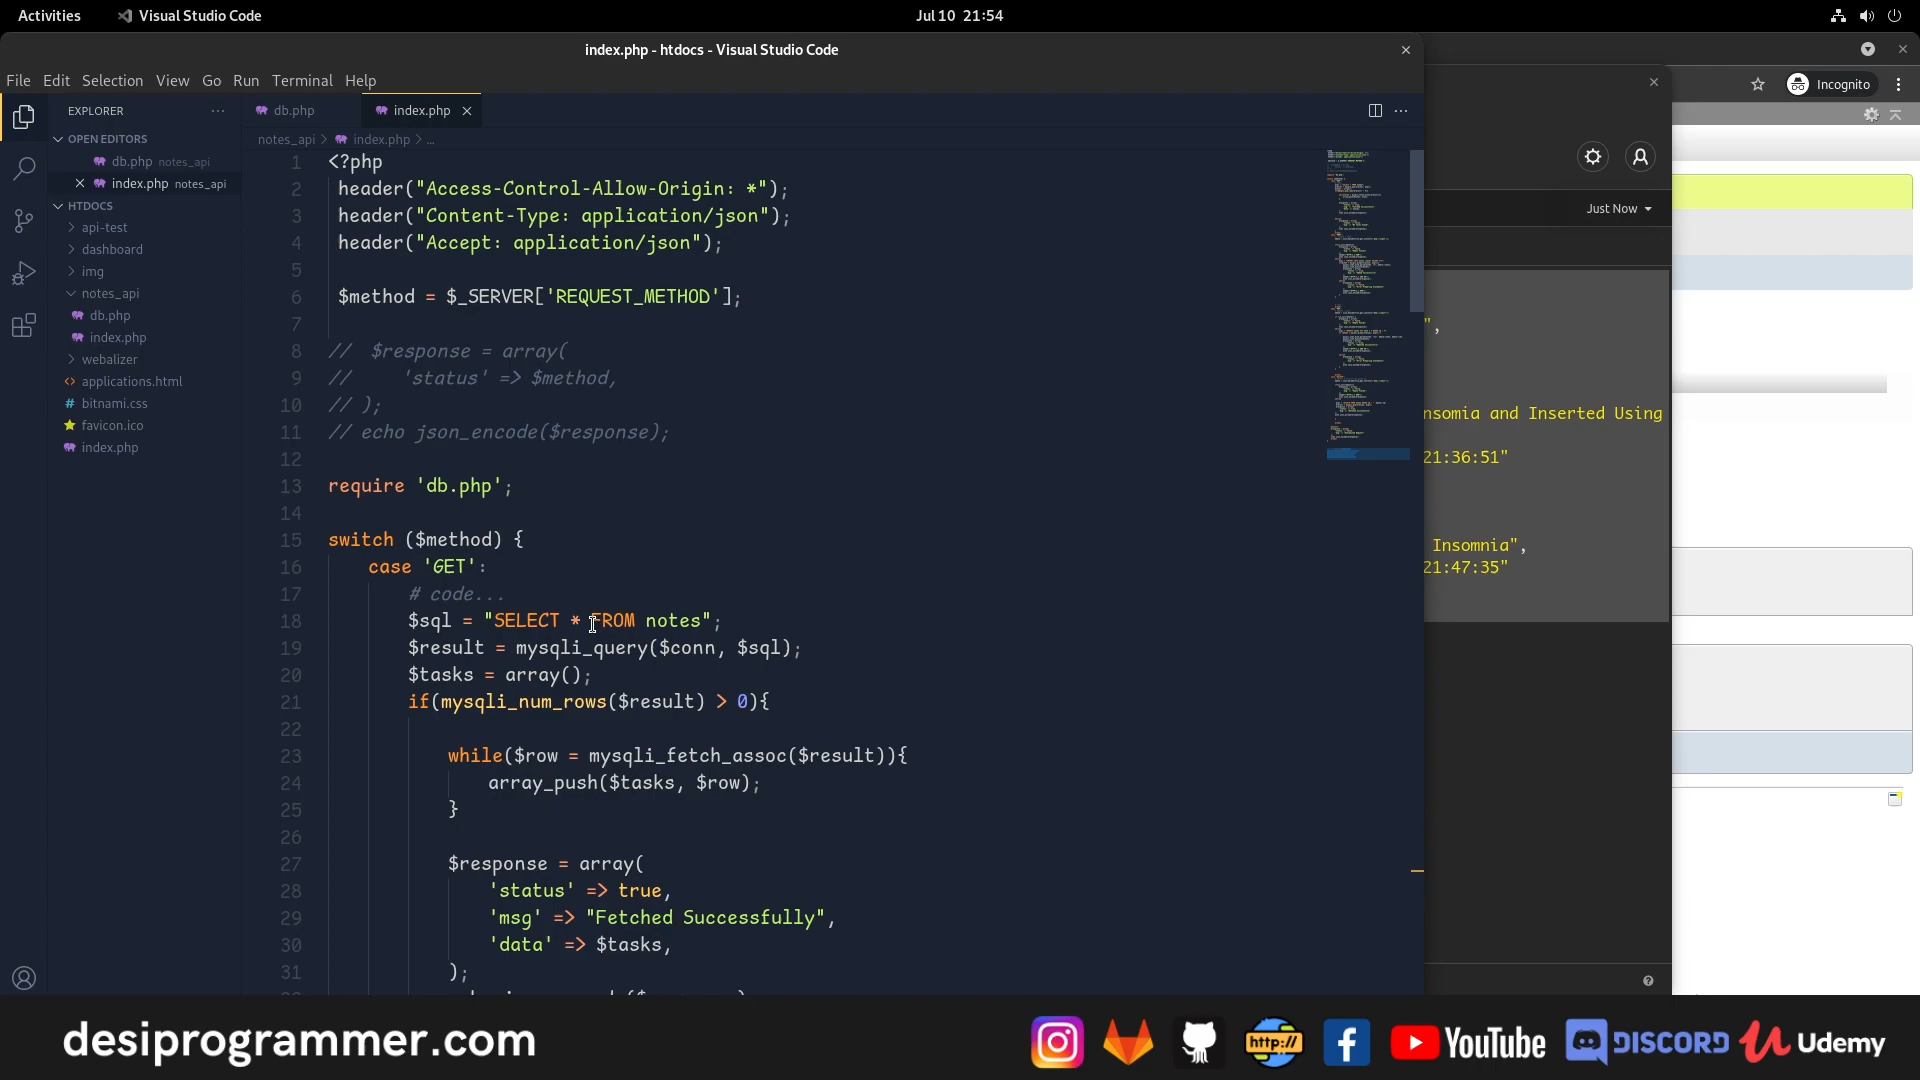 Activities
Visual Studio Code
Jul 10 21:54
index.php - htdocs - Visual Studio Code
File Edit Selection View Go Run Terminal Help
Incognito
EXPLORER
OPEN EDITORS
db.php notes_api
index.php notes_api
HTDOCS
api-test
dashboard
img
notes_api
db.php
index.php
webalizer
applications.html
bitnami.css
favicon.ico
index.php
db.php
index.php
notes_api > index.php > ...
1 <?php
2 header("Access-Control-Allow-Origin: *");
3 header("Content-Type: application/json");
4 header("Accept: application/json");
5
6 $method = $_SERVER['REQUEST_METHOD'];
7
8 // $response = array(
9 // 'status' => $method,
10 // );
11 // echo json_encode($response);
12
13 require 'db.php';
14
15 switch ($method) {
16 case 'GET':
17 # code...
18 $sql = "SELECT * FROM notes";
19 $result = mysqli_query($conn, $sql);
20 $tasks = array();
21 if(mysqli_num_rows($result) > 0){
22
23 while($row = mysqli_fetch_assoc($result)){
24 array_push($tasks, $row);
25 }
26
27 $response = array(
28 'status' => true,
29 'msg' => "Fetched Successfully",
30 'data' => $tasks,
31 );
Just Now
",
nsomia and Inserted Using
21:36:51"
Insomnia",
21:47:35"
desiprogrammer.com
http://
YouTube
DISCORD
Udemy